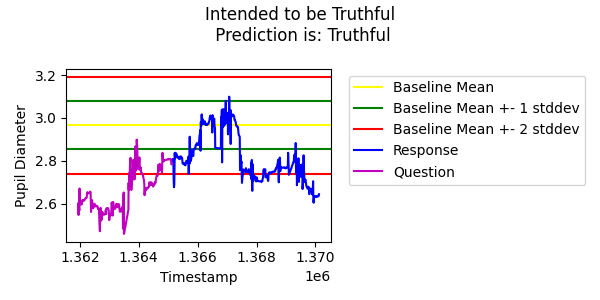 Intended to be Truthful
Prediction is: Truthful
3.2
3.0
2.8
2.6
Pupil Diameter
1.362 1.364 1.366 1.368 1.370
1e6
Timestamp
Baseline Mean
Baseline Mean +- 1 stddev
Baseline Mean +- 2 stddev
Response
Question